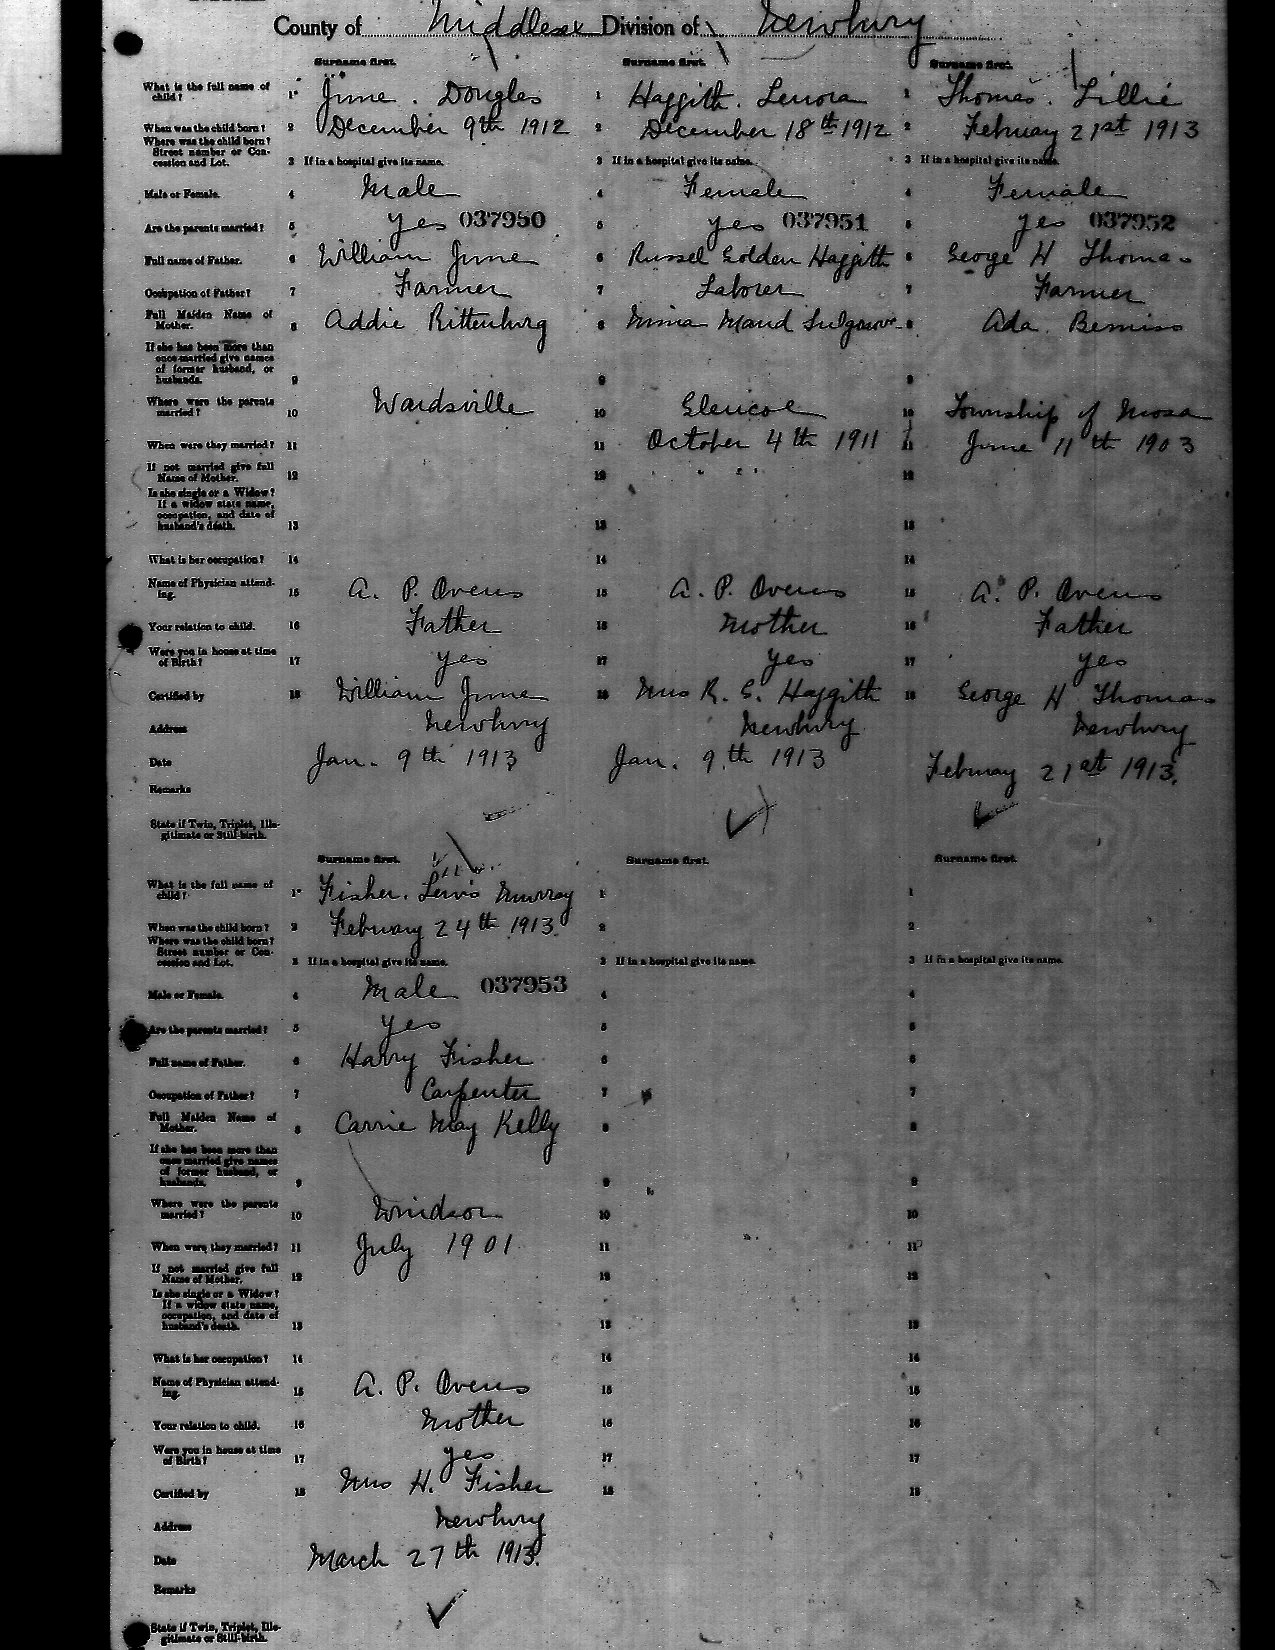 County of Middlesex Division of Newbury
Surname first. Surname first. Surname first.
What is the full name of child? 1 June. Douglas 1 Haggith. Lenora 1 Thomas. Lillie
When was the child born? 2 December 9th 1912 2 December 18th 1912 2 February 21st 1913
Where was the child born?
Street number or Con-
cession and Lot. 3 If in a hospital give its name. 3 If in a hospital give its name. 3 If in a hospital give its name.
Male or Female. 4 Male 4 Female 4 Female
Are the parents married? 5 yes 037950 5 yes 037951 5 yes 037952
Full name of Father. 6 William June 6 Russel Golden Haggith 6 George H Thomas
Occupation of Father? 7 Farmer 7 Laborer 7 Farmer
Full Maiden Name of
Mother. 8 Addie Rittenburg 8 Maud 8 Ada Bemiss
If she has been more than
once married give names
of former husband, or
husbands. 9 9 9
Where were the parents
married? 10 Wardsville 10 Glencoe 10 Township of Mosa
When were they married? 11 11 October 4th 1911 11 June 11th 1903
If not married give full
Name of Mother. 12 12 12
Is she single or a Widow?
If a widow state name,
occupation, and date of
husband's death. 13 13 13
What is her occupation? 14 14 14
Name of Physician attend-
ing. 15 A. P. Owens 15 A. P. Owens 15 A. P. Owens
Your relation to child. 16 Father 16 Mother 16 Father
Were you in house at time
of Birth? 17 yes 17 yes 17 yes
Certified by 18 William June 18 Mrs R. G. Haggith 18 George H Thomas
Address Newbury Newbury Newbury
Date Jan. 9th 1913 Jan. 9th 1913 February 21st 1913.
Remarks
State if Twin, Triplet, Ille-
gitimate or Still-birth.
Surname first. Surname first. Surname first.
What is the full name of
child? 1 Fisher. Lewis Murray 1 1
When was the child born? 2 February 24th 1913. 2 2
Where was the child born?
Street number or Con-
cession and Lot. 3 If in a hospital give its name. 3 If in a hospital give its name. 3 If in a hospital give its name.
Male or Female. 4 Male 037953 4 4
Are the parents married? 5 yes 5 5
Full name of Father. 6 Harry Fisher 6 6
Occupation of Father? 7 Carpenter 7 7
Full Maiden Name of
Mother. 8 Carrie May Kelly 8 8
If she has been more than
once married give names
of former husband, or
husbands. 9 9 9
Where were the parents
married? 10 Windsor 10 10
When were they married? 11 July 1901 11 11
If not married give full
Name of Mother. 12 12 12
Is she single or a Widow?
If a widow state name,
occupation, and date of
husband's death. 13 13 13
What is her occupation? 14 14 14
Name of Physician attend-
ing. 15 A. P. Owens 15 15
Your relation to child. 16 Mother 16 16
Were you in house at time
of Birth? 17 yes 17 17
Certified by 18 Mrs H. Fisher 18 18
Address Newbury
Date March 27th 1913.
Remarks
State if Twin, Triplet, Ille-
gitimate or Still-birth.